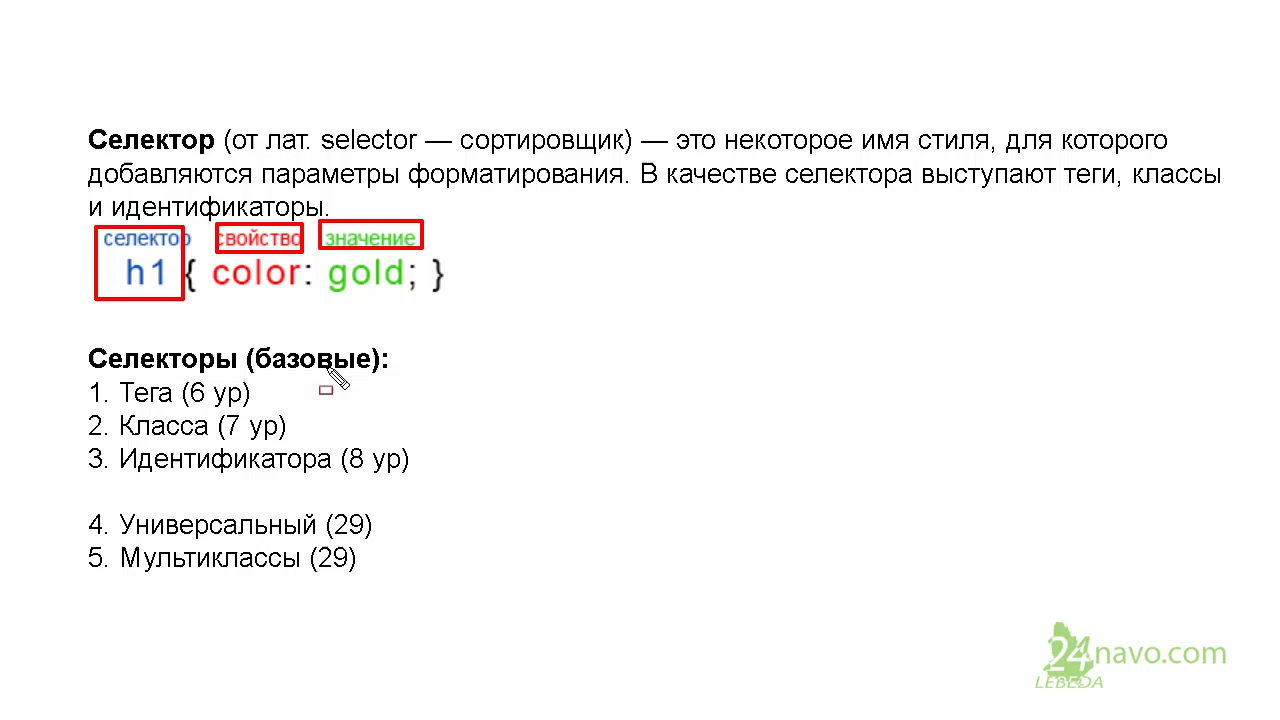 Селектор (от лат. selector — сортировщик) — это некоторое имя стиля, для которого
добавляются параметры форматирования. В качестве селектора выступают теги, классы
и идентификаторы.
селектор свойство значение
h1 { color: gold; }
Селекторы (базовые):
1. Тега (6 ур)
2. Класса (7 ур)
3. Идентификатора (8 ур)
4. Универсальный (29)
5. Мультиклассы (29)
24navo.com
LEBEDA